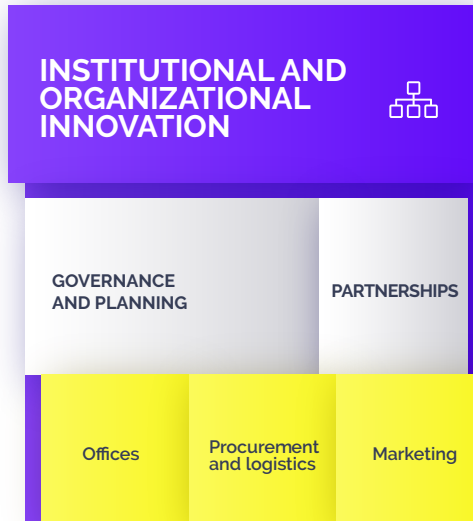 INSTITUTIONAL AND
ORGANIZATIONAL
INNOVATION
GOVERNANCE
AND PLANNING
PARTNERSHIPS
Offices
Procurement
and logistics
Marketing